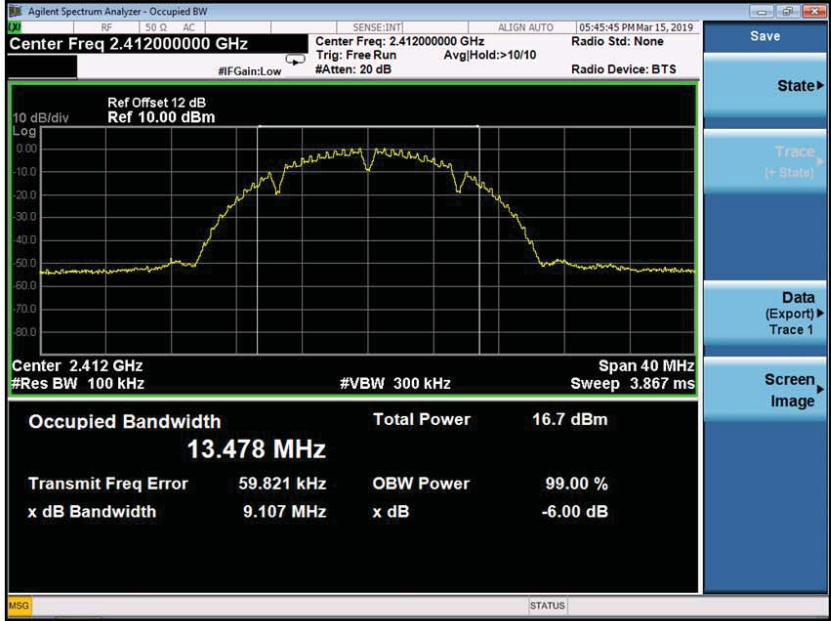 Agilent Spectrum Analyzer - Occupied BW
RF 50 Ω AC SENSE:INT ALIGN AUTO 05:45:45 PM Mar 15, 2019
Center Freq 2.412000000 GHz
Center Freq: 2.412000000 GHz
Radio Std: None
Trig: Free Run Avg|Hold:>10/10
#IFGain:Low
#Atten: 20 dB
Radio Device: BTS
Ref Offset 12 dB
10 dB/div Ref 10.00 dBm
Log
0.00
-10.0
-20.0
-30.0
-40.0
-50.0
-60.0
-70.0
-80.0
Center 2.412 GHz Span 40 MHz
#Res BW 100 kHz #VBW 300 kHz Sweep 3.867 ms
Occupied Bandwidth Total Power 16.7 dBm
13.478 MHz
Transmit Freq Error 59.821 kHz OBW Power 99.00 %
x dB Bandwidth 9.107 MHz x dB -6.00 dB
MSG STATUS
Save
State
Trace
(+ State)
Data
(Export)
Trace 1
Screen
Image